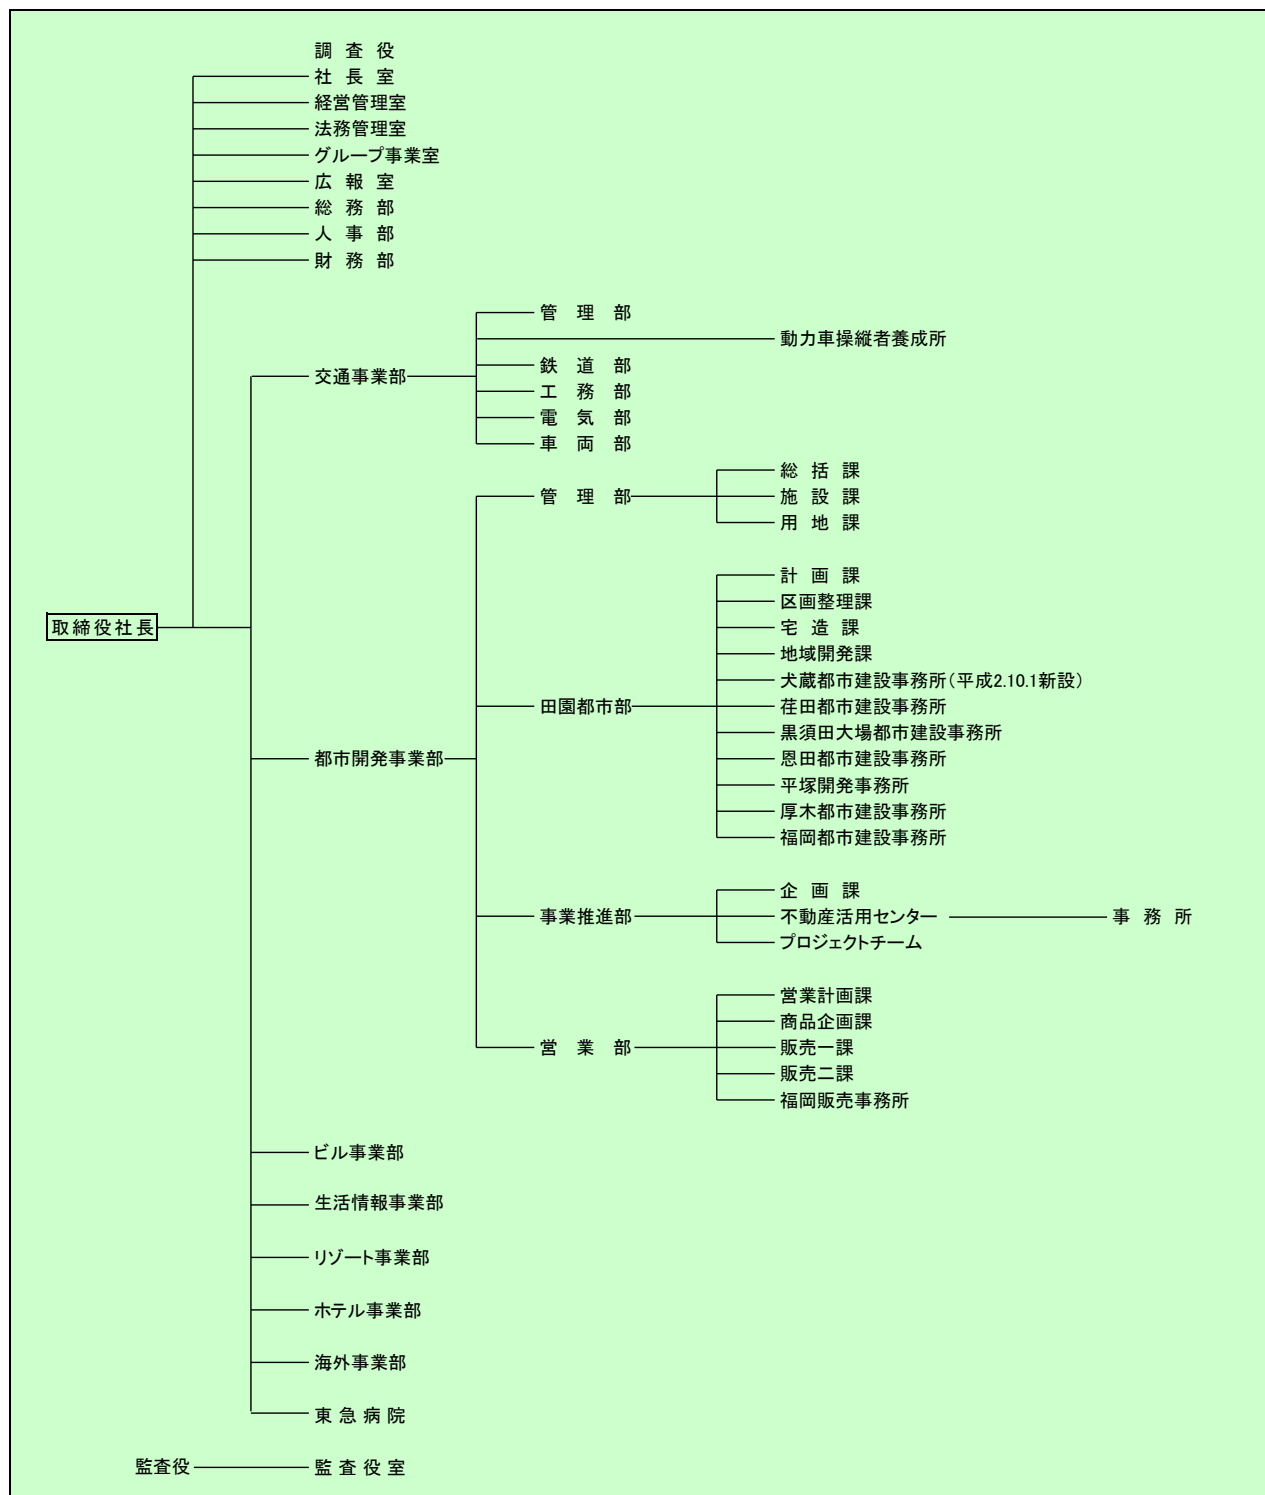 調査役
社長室
経営管理室
法務管理室
グループ事業室
広報室
総務部
人事部
財務部
管理部
動力車操縦者養成所
鉄道部
交通事業部
工務部
電気部
車両部
総括課
管理部 施設課
用地課
計画課
区画整理課
取締役社長 宅造課
地域開発課
犬蔵都市建設事務所(平成2.10.1新設)
田園都市部 荏田都市建設事務所
黒須田大場都市建設事務所
都市開発事業部 恩田都市建設事務所
平塚開発事務所
厚木都市建設事務所
福岡都市建設事務所
企画課
事業推進部 不動産活用センター 事務所
プロジェクトチーム
営業計画課
商品企画課
営業部 販売一課
販売二課
福岡販売事務所
ビル事業部
生活情報事業部
リゾート事業部
ホテル事業部
海外事業部
東急病院
監査役 監査役室